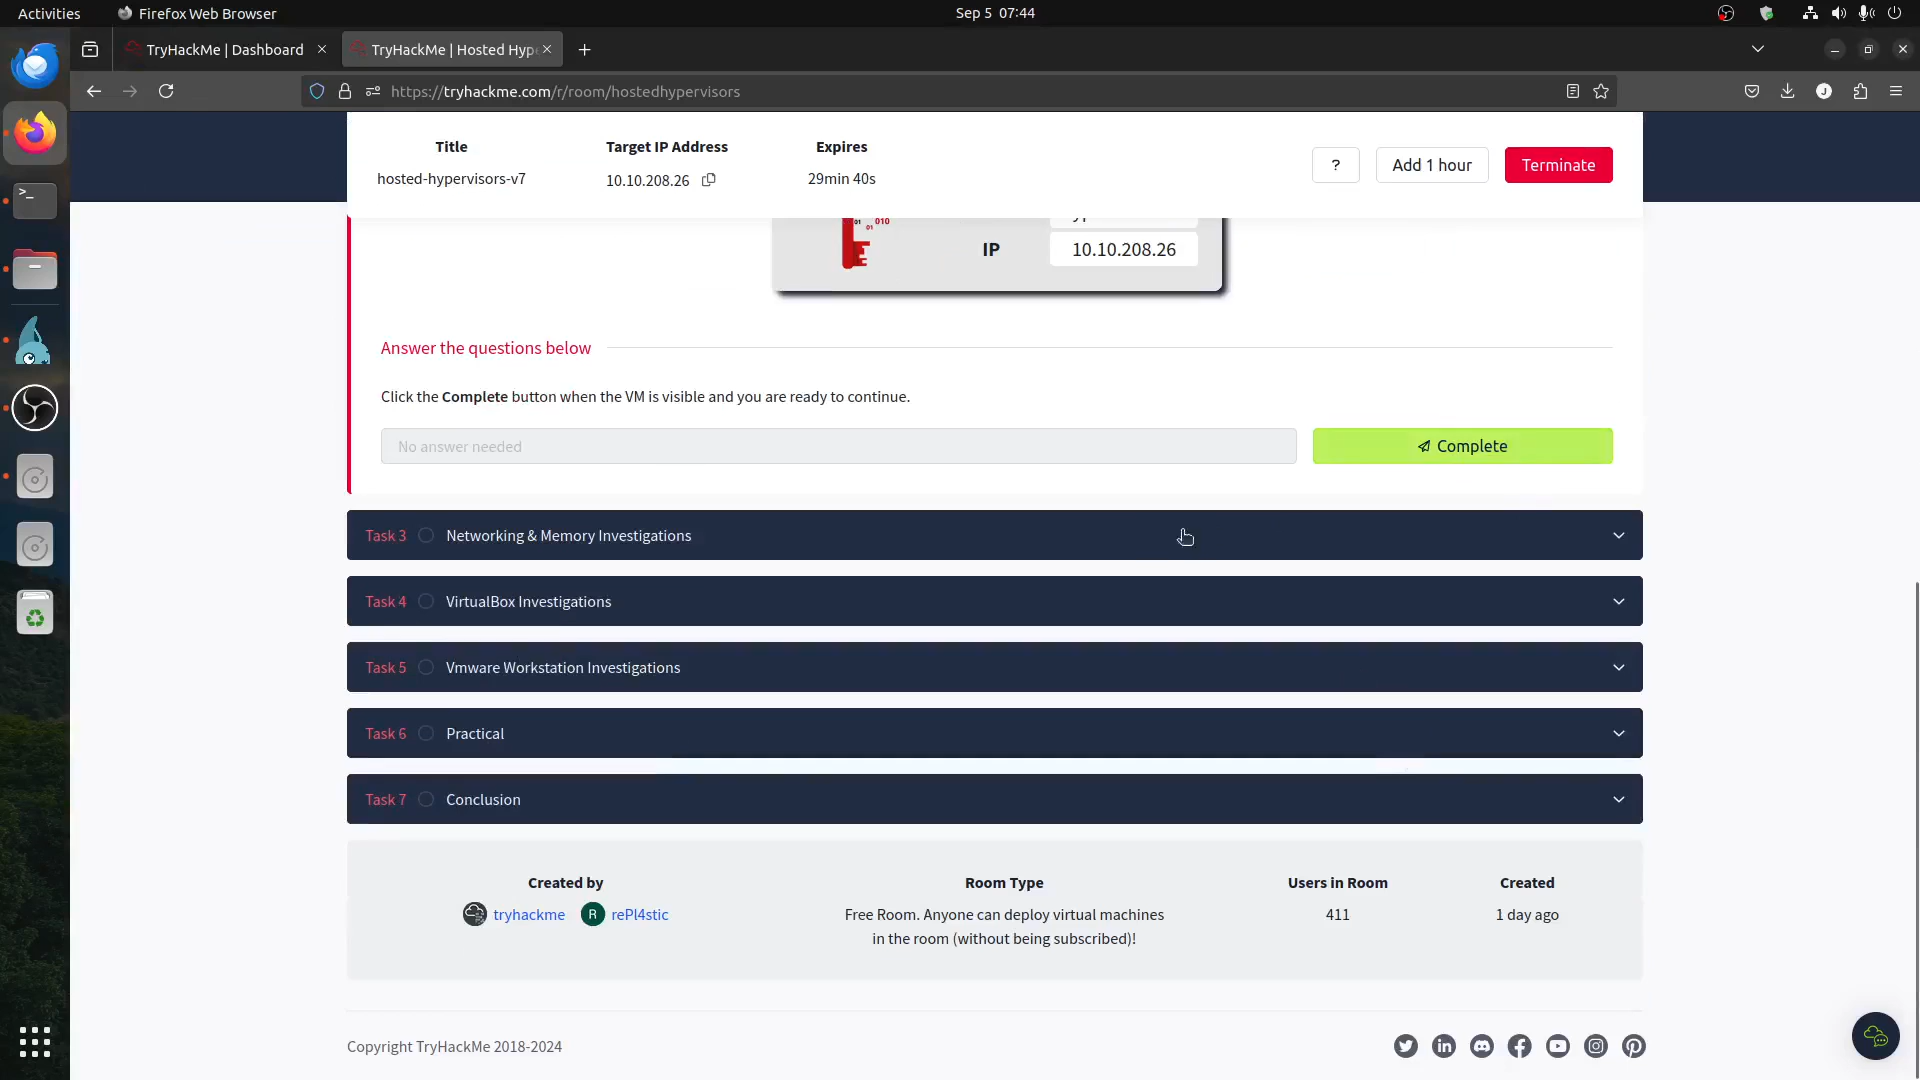 Activities
Firefox Web Browser
Sep 5 07:44
TryHackMe | Dashboard
TryHackMe | Hosted Hyp
https://tryhackme.com/r/room/hostedhypervisors
Title
Target IP Address
Expires
hosted-hypervisors-v7
10.10.208.26
29min 40s
?
Add 1 hour
Terminate
IP
10.10.208.26
Answer the questions below
Click the Complete button when the VM is visible and you are ready to continue.
No answer needed
Complete
Task 3
Networking & Memory Investigations
Task 4
VirtualBox Investigations
Task 5
Vmware Workstation Investigations
Task 6
Practical
Task 7
Conclusion
Created by
Room Type
Users in Room
Created
tryhackme
R
rePl4stic
Free Room. Anyone can deploy virtual machines
in the room (without being subscribed)!
411
1 day ago
Copyright TryHackMe 2018-2024